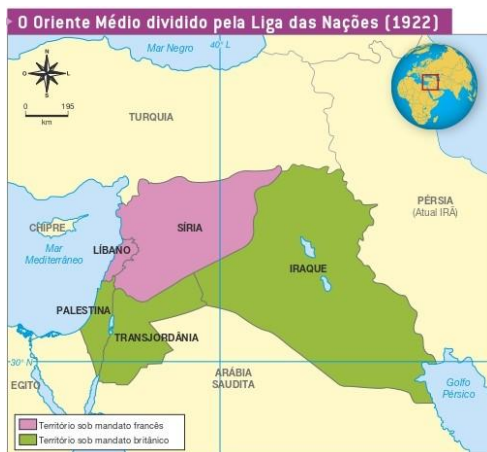 O Oriente Médio dividido pela Liga das Nações (1922)
Mar Negro
40° L
N
O
L
S
0 195
km
TURQUIA
PÉRSIA
(Atual IRÃ)
CHIPRE
Mar
Mediterrâneo
LÍBANO
SÍRIA
IRAQUE
PALESTINA
TRANSJORDÂNIA
30° N
EGITO
ARÁBIA
SAUDITA
Golfo
Pérsico
Território sob mandato francês
Território sob mandato britânico